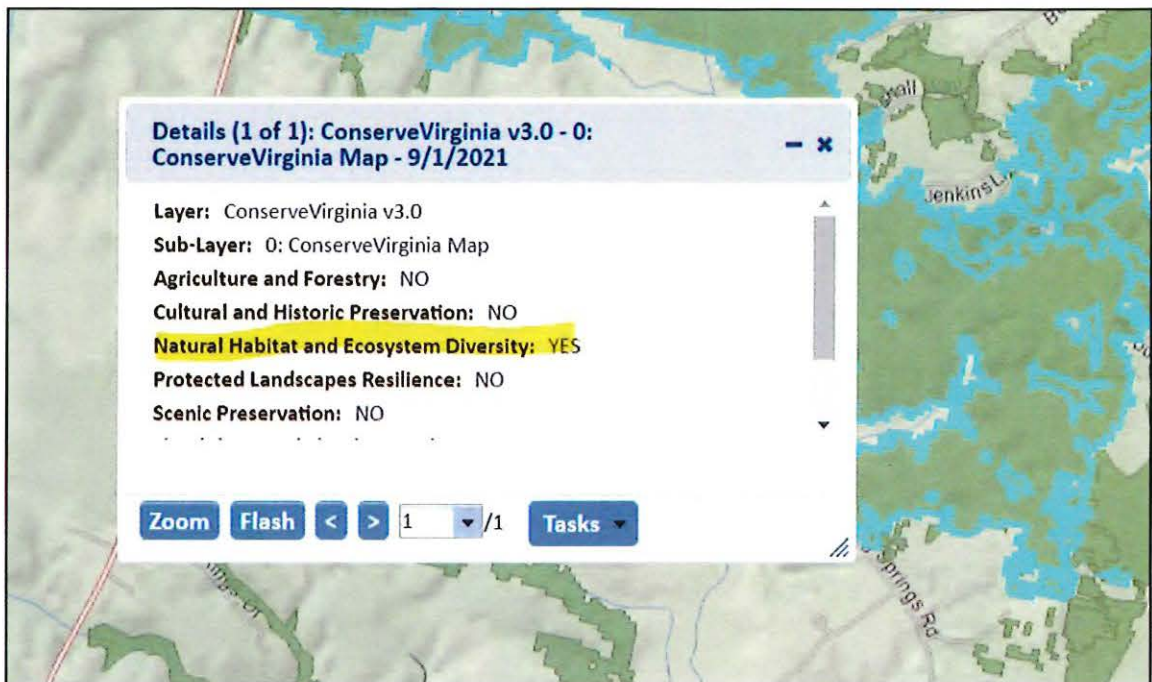 Details (1 of 1): ConserveVirginia v3.0 - 0:
ConserveVirginia Map - 9/1/2021
Layer: ConserveVirginia v3.0
Sub-Layer: 0: ConserveVirginia Map
Agriculture and Forestry: NO
Cultural and Historic Preservation: NO
Natural Habitat and Ecosystem Diversity: YES
Protected Landscapes Resilience: NO
Scenic Preservation: NO
Zoom Flash < > 1 /1 Tasks
Jenkins
Springs Rd